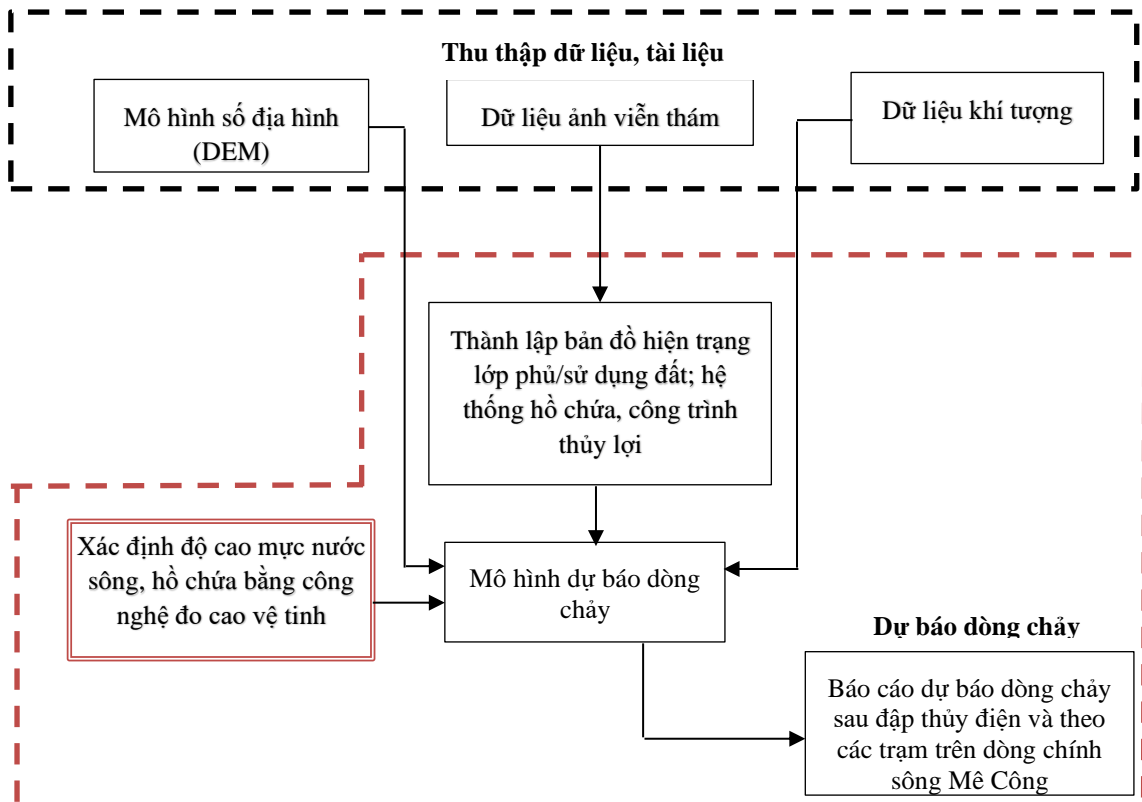 Thu thập dữ liệu, tài liệu
Mô hình số địa hình
(DEM)
Dữ liệu ảnh viễn thám
Dữ liệu khí tượng
Thành lập bản đồ hiện trạng
lớp phủ/sử dụng đất; hệ
thống hồ chứa, công trình
thủy lợi
Xác định độ cao mực nước
sông, hồ chứa bằng công
nghệ đo cao vệ tinh
Mô hình dự báo dòng
chảy
Dự báo dòng chảy
Báo cáo dự báo dòng chảy
sau đập thủy điện và theo
các trạm trên dòng chính
sông Mê Công